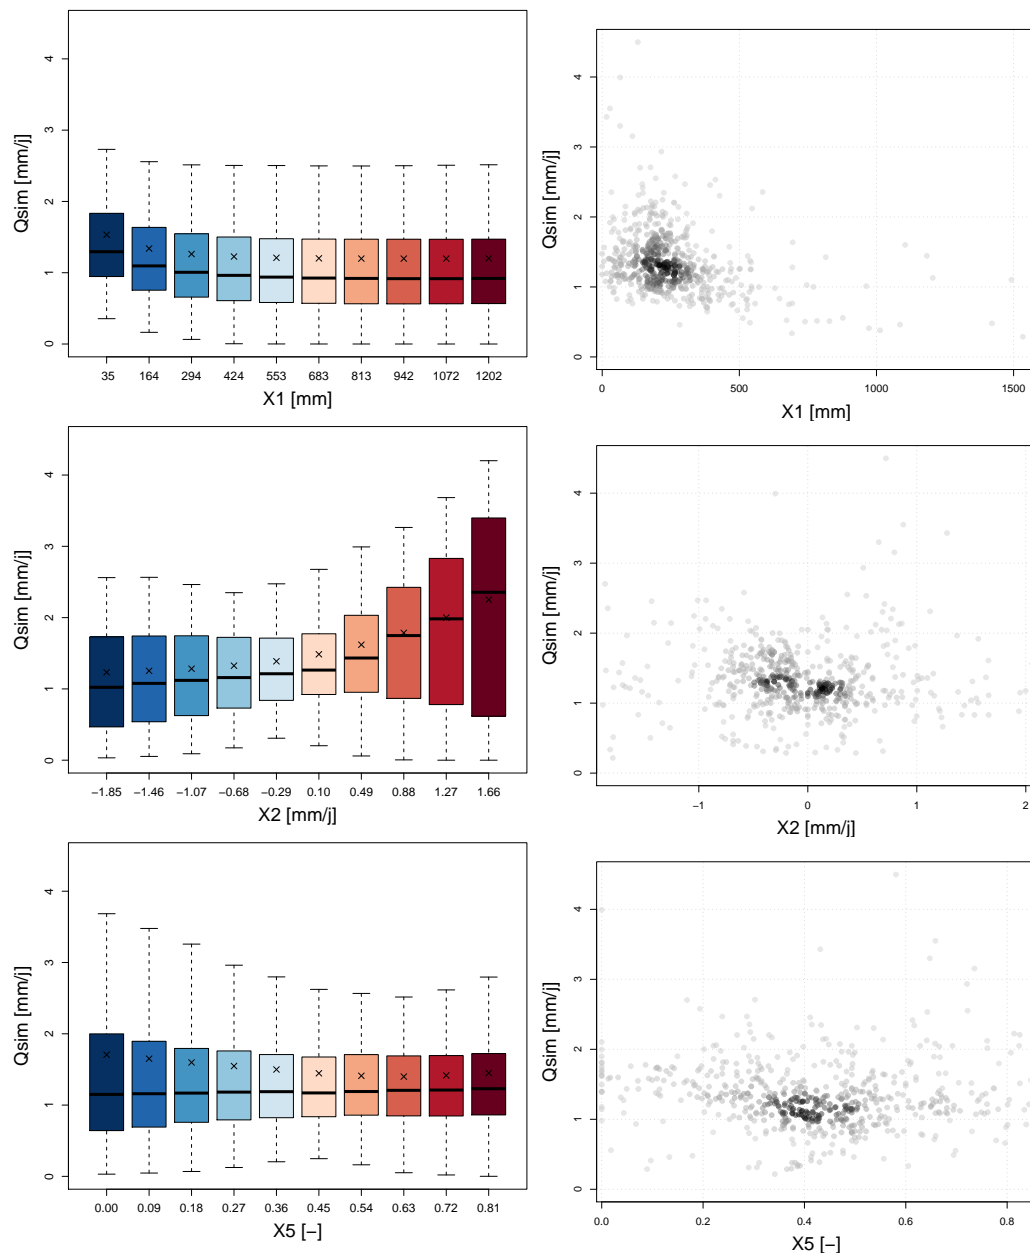 0 1 2 3 4
Qsim [mm/j]
35 164 294 424 553 683 813 942 1072 1202
X1 [mm]
0 1 2 3 4
Qsim [mm/j]
0 500 1000 1500
X1 [mm]
0 1 2 3 4
Qsim [mm/j]
−1.85 −1.46 −1.07 −0.68 −0.29 0.10 0.49 0.88 1.27 1.66
X2 [mm/j]
0 1 2 3 4
Qsim [mm/j]
−1 0 1 2
X2 [mm/j]
0 1 2 3 4
Qsim [mm/j]
0.00 0.09 0.18 0.27 0.36 0.45 0.54 0.63 0.72 0.81
X5 [−]
0 1 2 3 4
Qsim [mm/j]
0.0 0.2 0.4 0.6 0.8
X5 [−]